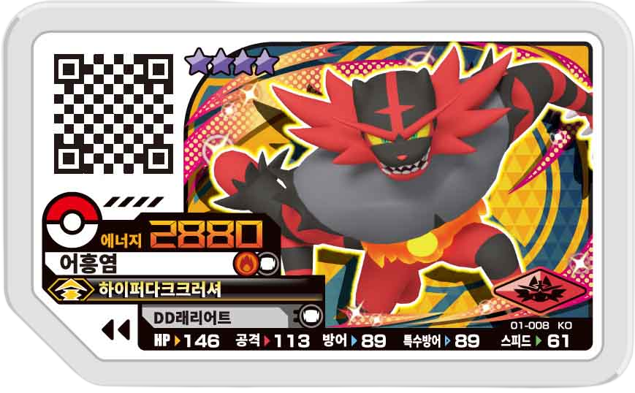 에너지 2880
어흥염
하이퍼다크크러셔
DD래리어트
01-008 KO
HP 146 공격 113 방어 89 특수방어 89 스피드 61